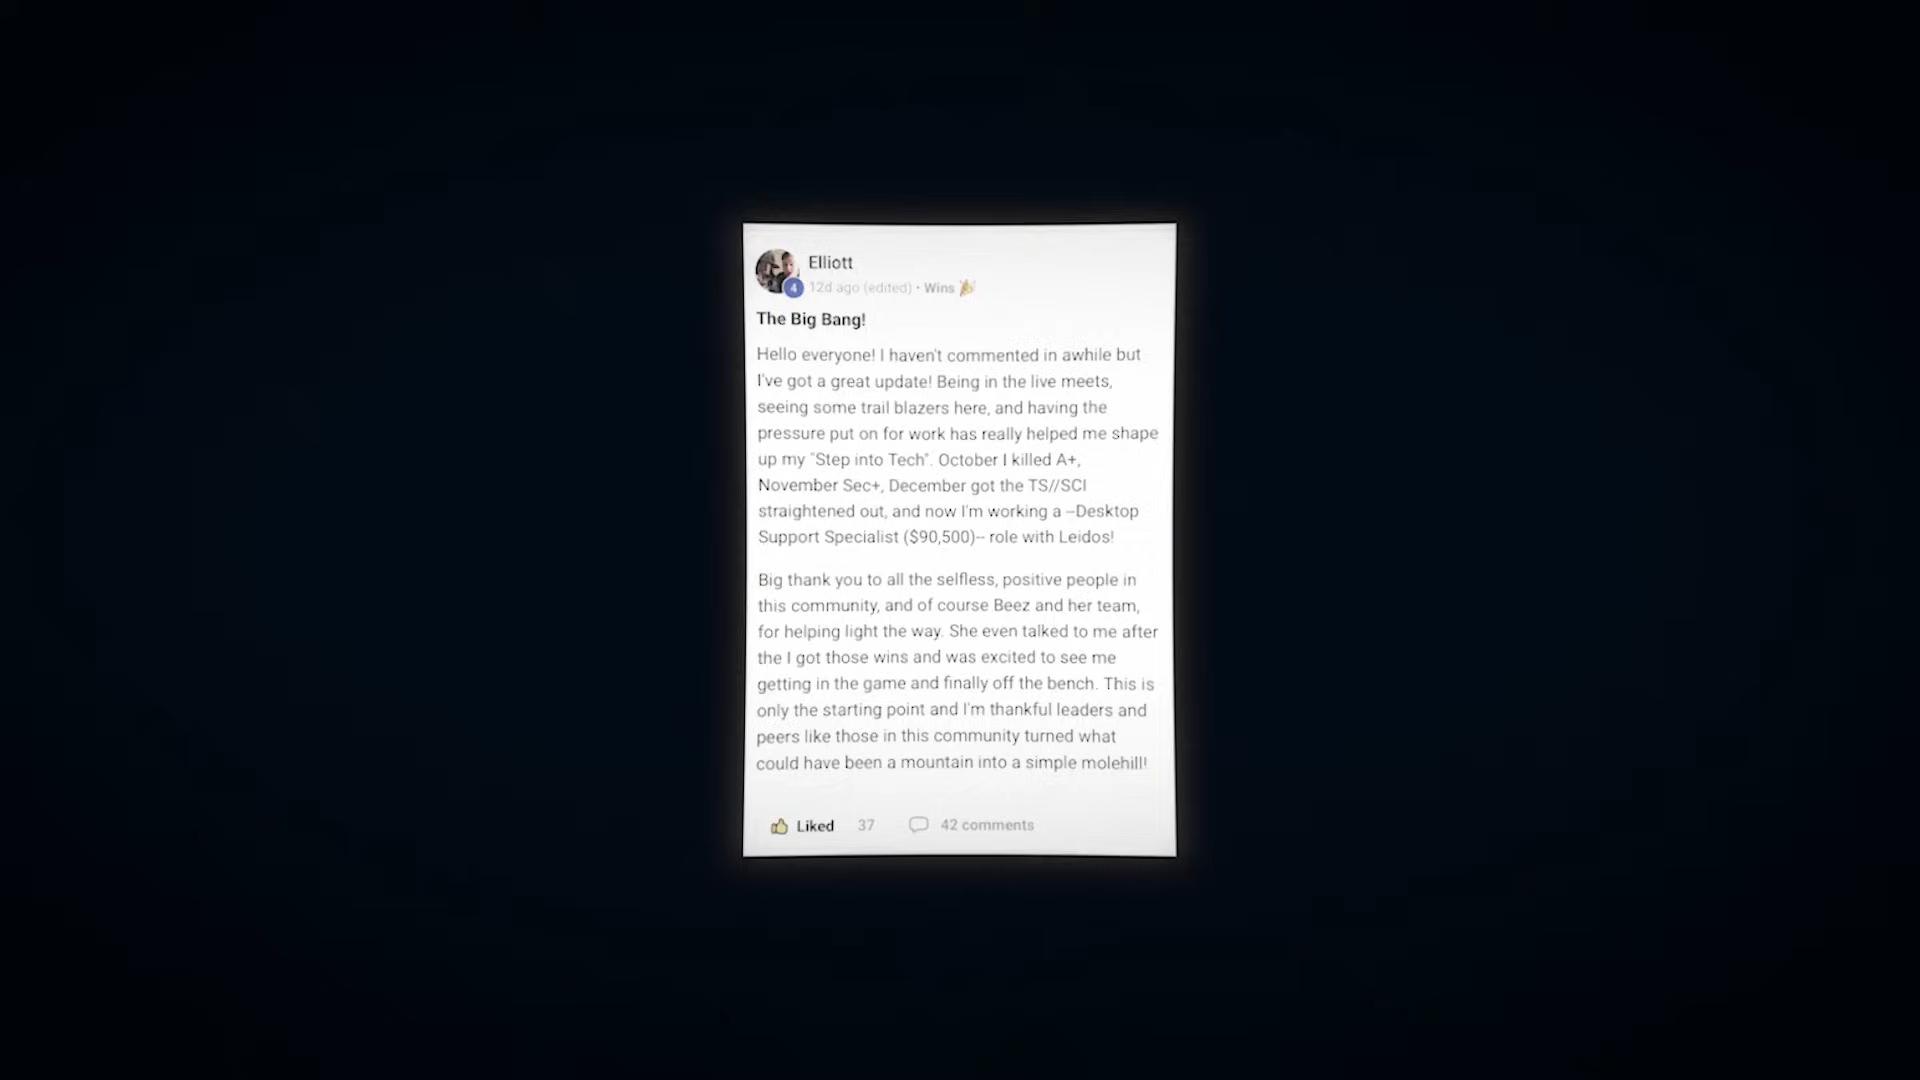 Elliott
4
12d ago (edited) • Wins 🎉
The Big Bang!
Hello everyone! I haven't commented in awhile but
I've got a great update! Being in the live meets,
seeing some trail blazers here, and having the
pressure put on for work has really helped me shape
up my "Step into Tech". October I killed A+,
November Sec+, December got the TS//SCI
straightened out, and now I'm working a --Desktop
Support Specialist ($90,500)-- role with Leidos!
Big thank you to all the selfless, positive people in
this community, and of course Beez and her team,
for helping light the way. She even talked to me after
the I got those wins and was excited to see me
getting in the game and finally off the bench. This is
only the starting point and I'm thankful leaders and
peers like those in this community turned what
could have been a mountain into a simple molehill!
Liked 37 42 comments